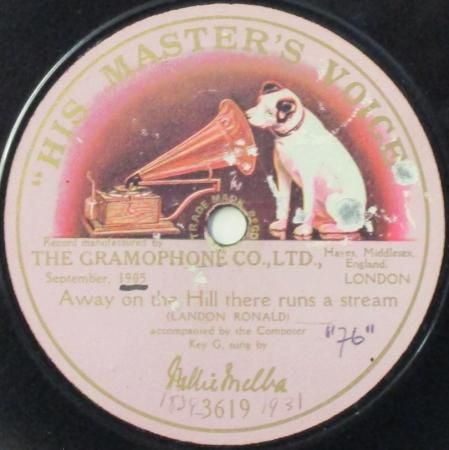 "HIS MASTER'S VOICE"
TRADE MARK
Record manufactured by
THE GRAMOPHONE CO., LTD.,
Hayes, Middlesex,
England,
LONDON
September, 1905
Away on the Hill there runs a stream
(LANDON RONALD)
accompanied by the Composer
Key G, sung by
"76"
Nellie Melba
3619
1931